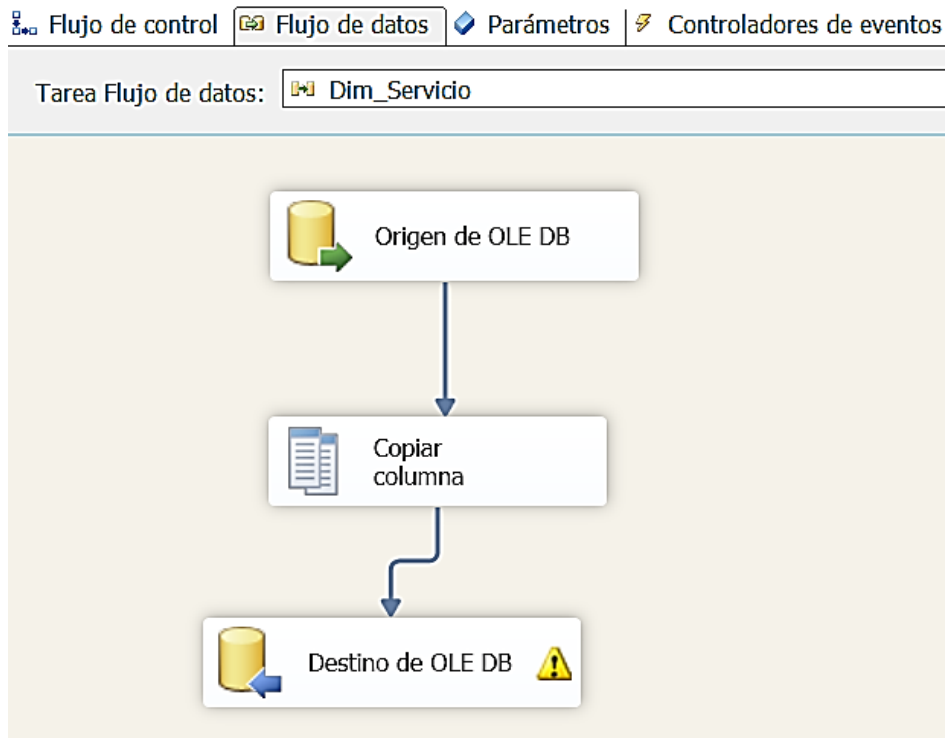 Flujo de control Flujo de datos Parámetros Controladores de eventos
Tarea Flujo de datos: Dim_Servicio
Origen de OLE DB
Copiar
columna
Destino de OLE DB